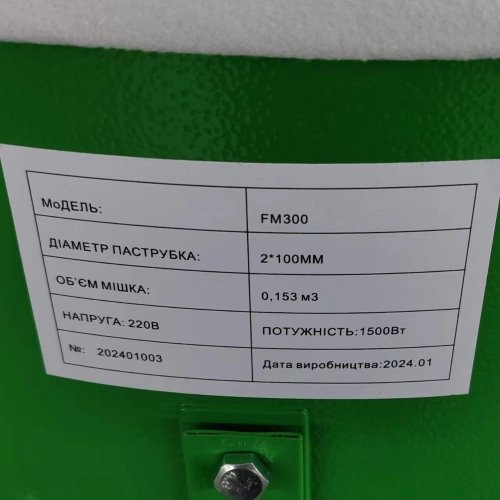 МоДЕЛЬ: FM300
ДІАМЕТР ПАСТРУБКА: 2*100ММ
ОБ'ЄМ МІШКА: 0,153 м3
НАПРУГА: 220В ПОТУЖНІСТЬ:1500Вт
№: 202401003 Дата виробництва:2024.01